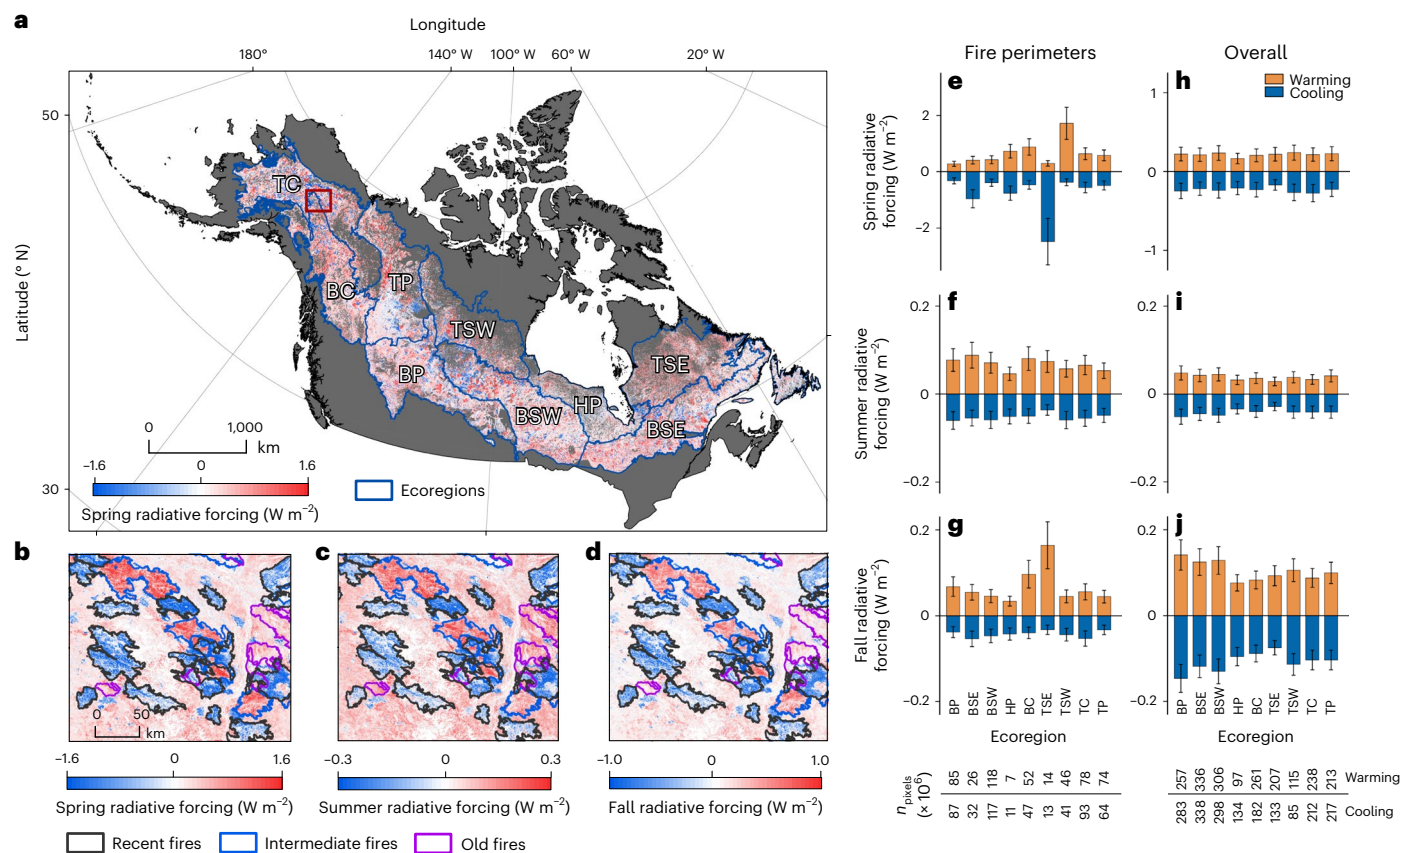 a
Longitude
180°
140° W
100° W
60° W
20° W
50
Latitude (° N)
30
TC
BC
TP
TSW
BP
BSW
HP
TSE
BSE
0
1,000
km
−1.6
0
1.6
Spring radiative forcing (W m−2)
Ecoregions
b
0
50
km
−1.6
0
1.6
Spring radiative forcing (W m−2)
c
−0.3
0
0.3
Summer radiative forcing (W m−2)
d
−1.0
0
1.0
Fall radiative forcing (W m−2)
Recent fires
Intermediate fires
Old fires
Fire perimeters
Overall
e
Spring radiative
forcing (W m−2)
2
0
−2
h
1
0
−1
Warming
Cooling
f
Summer radiative
forcing (W m−2)
0.2
0
−0.2
i
0.2
0
−0.2
g
Fall radiative
forcing (W m−2)
0.2
0
−0.2
BP BSE BSW HP BC TSE TSW TC TP
Ecoregion
j
0.2
0
−0.2
BP BSE BSW HP BC TSE TSW TC TP
Ecoregion
n pixels
(× 10⁶)
85 26 118 7 52 14 46 78 74
257 336 306 97 261 207 115 238 213 Warming
87 32 117 11 47 13 41 93 64
283 338 298 134 182 133 85 212 217 Cooling